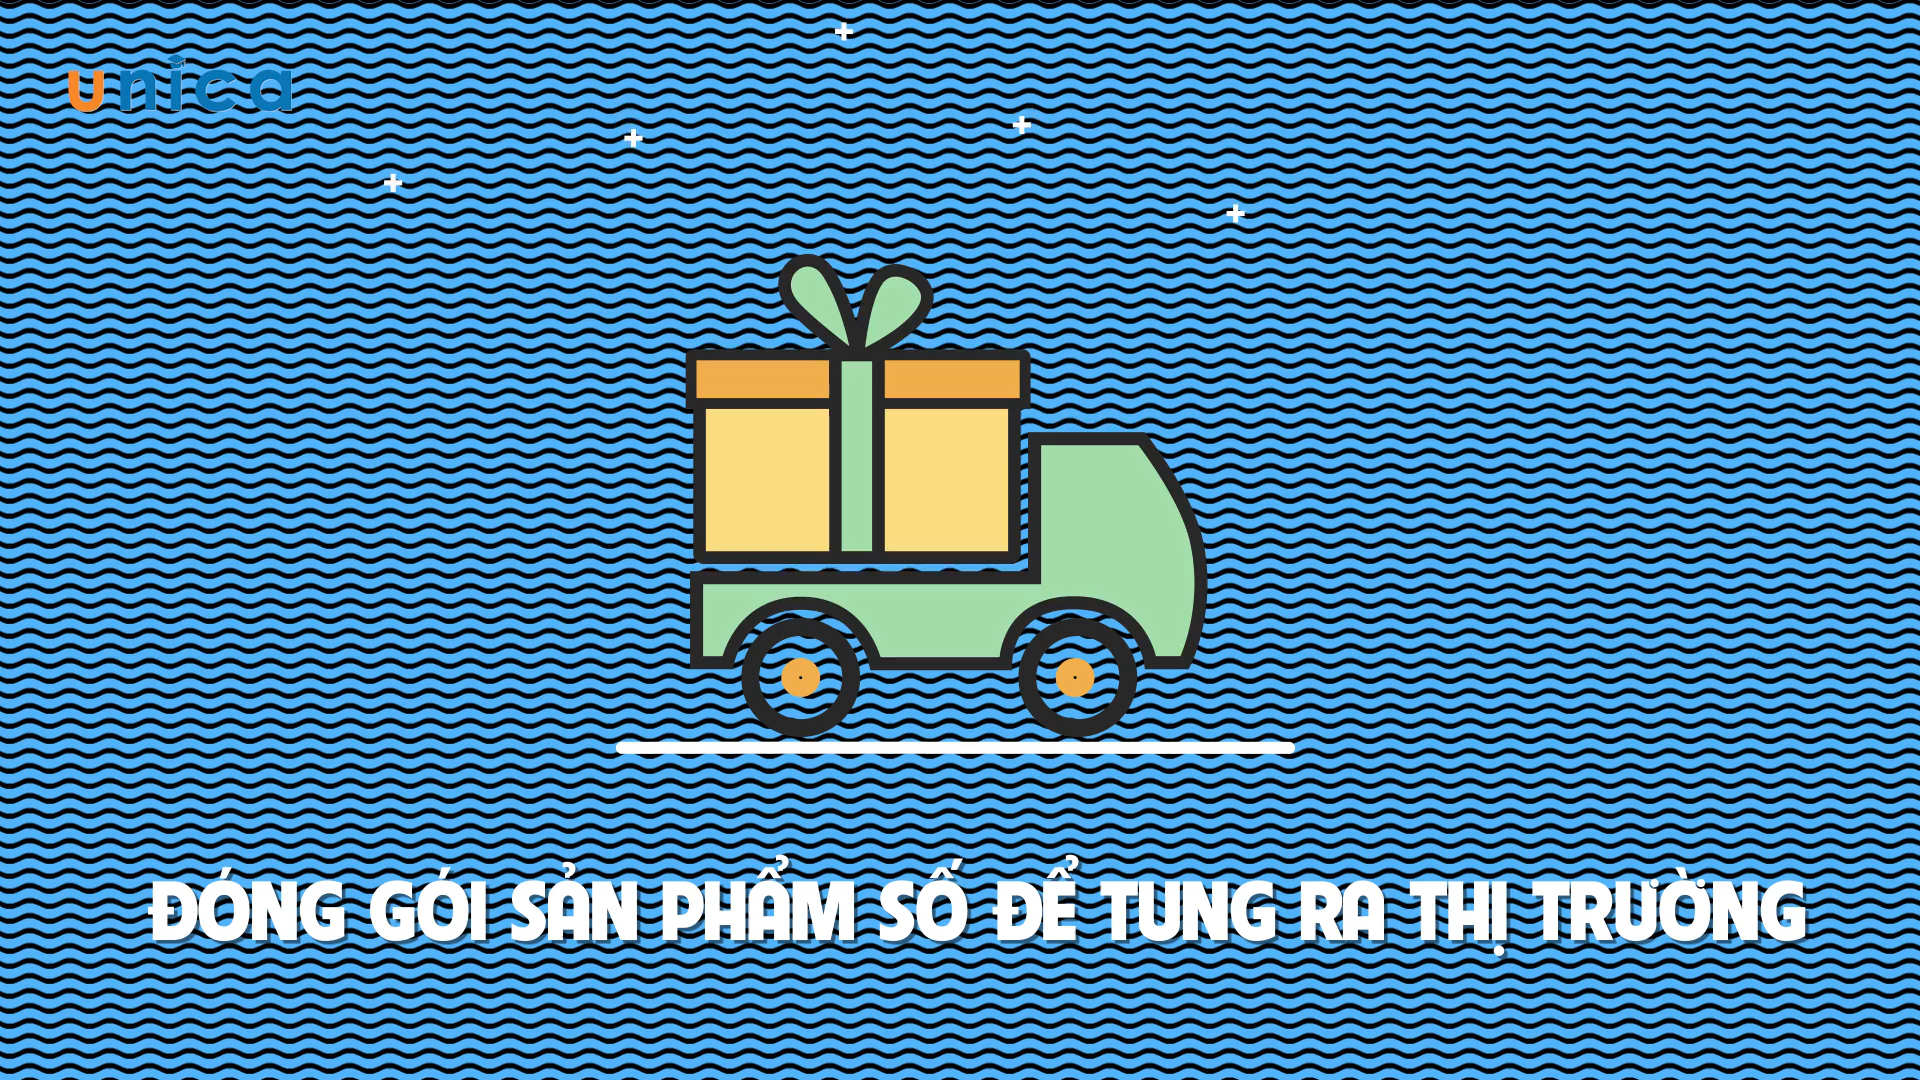 unica
ĐÓNG GÓI SẢN PHẨM SỐ ĐỂ TUNG RA THỊ TRƯỜNG